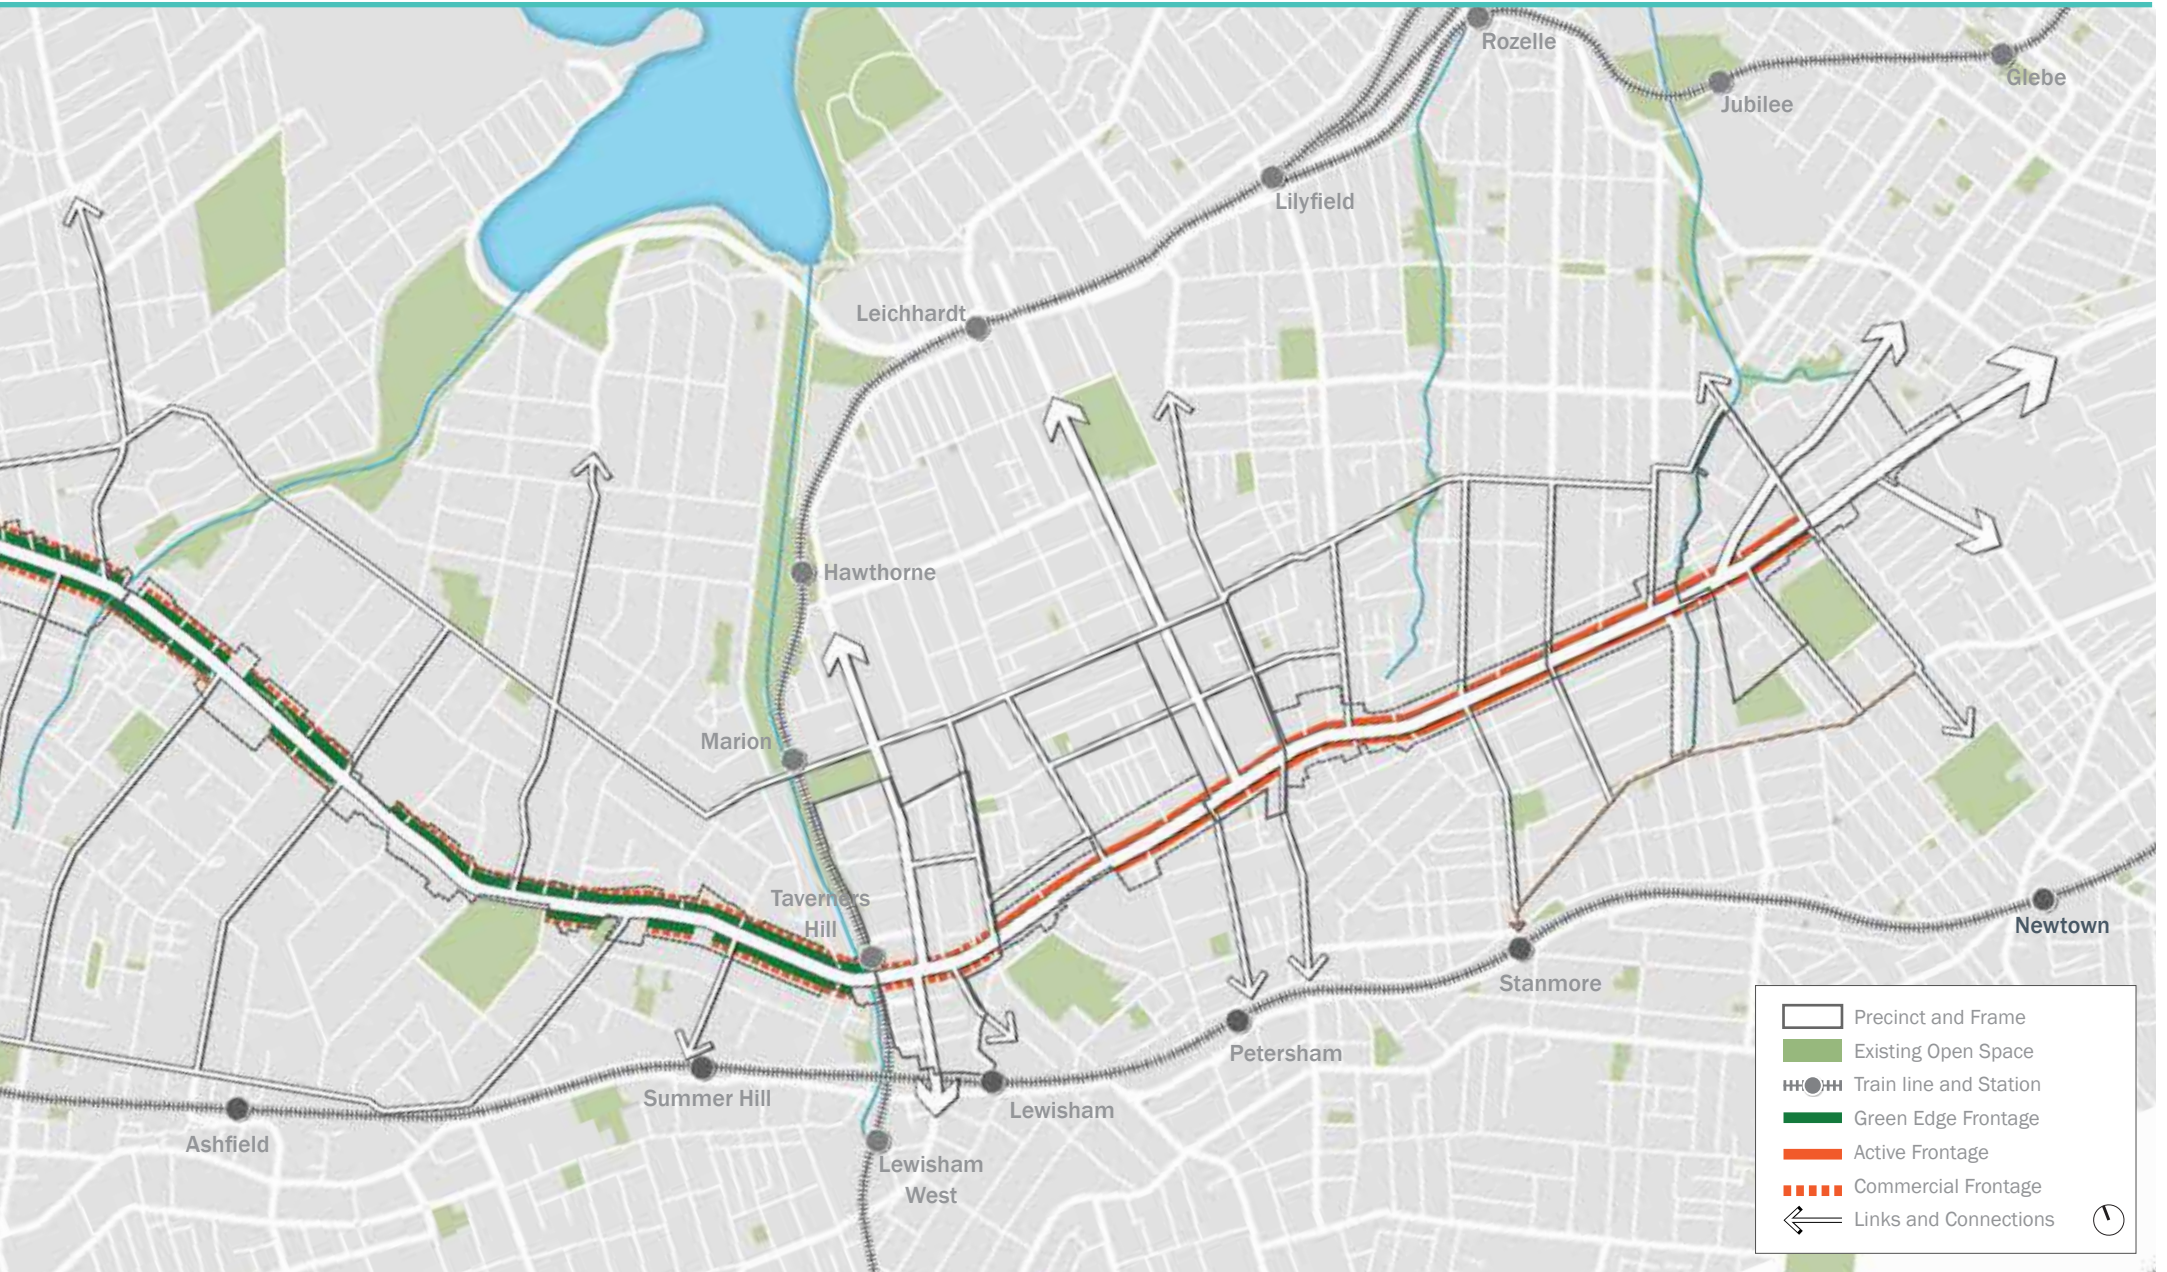 Rozelle
Glebe
Jubilee
Lilyfield
Leichhardt
Hawthorne
Marion
Taverners
Hill
Newtown
Stanmore
Petersham
Summer Hill
Lewisham
Ashfield
Lewisham
West
Precinct and Frame
Existing Open Space
Train line and Station
Green Edge Frontage
Active Frontage
Commercial Frontage
Links and Connections